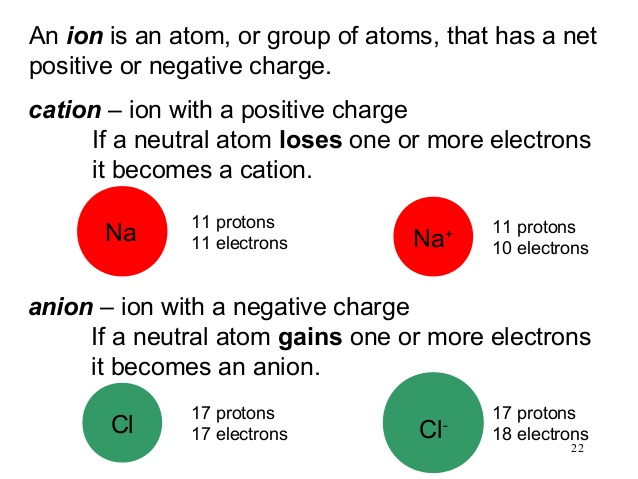 An ion is an atom, or group of atoms, that has a net
positive or negative charge.
cation – ion with a positive charge
If a neutral atom loses one or more electrons
it becomes a cation.
Na
11 protons
11 electrons
Na⁺
11 protons
10 electrons
anion – ion with a negative charge
If a neutral atom gains one or more electrons
it becomes an anion.
Cl
17 protons
17 electrons
Cl⁻
17 protons
18 electrons
22